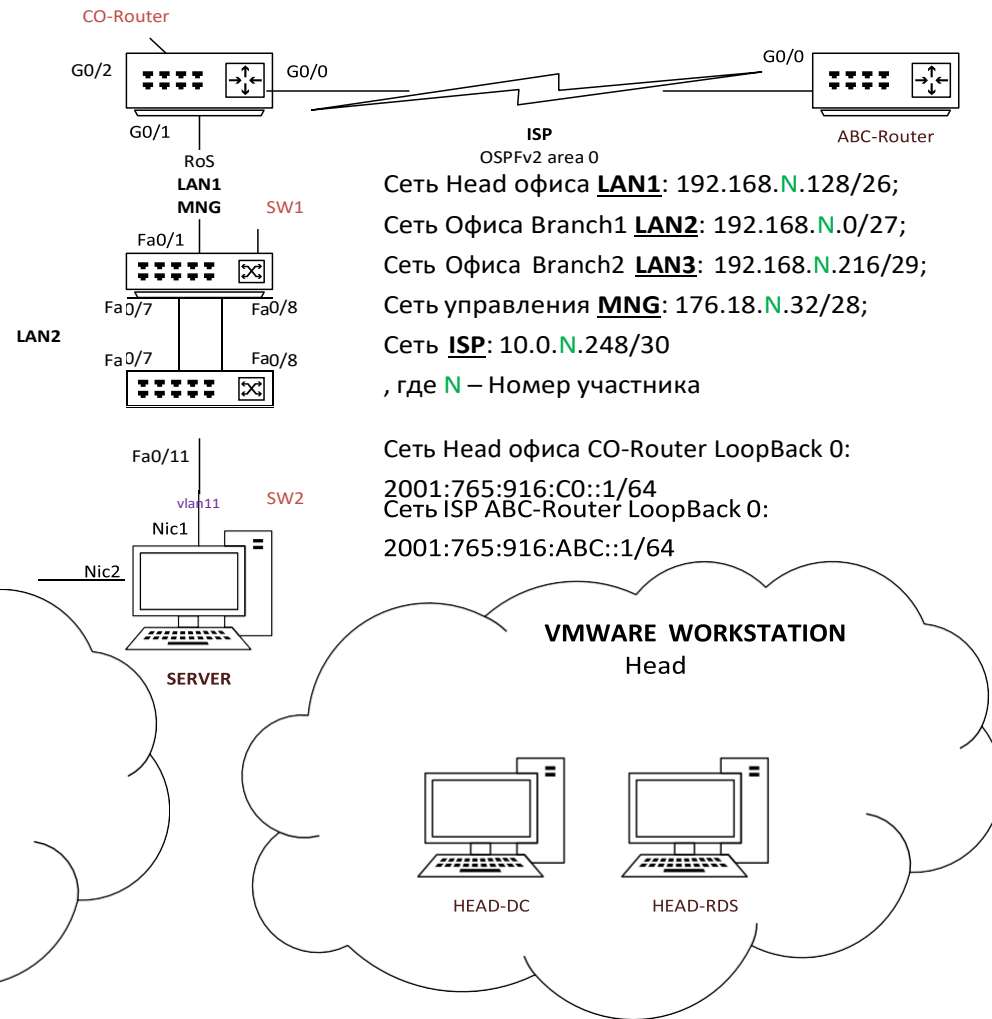 CO-Router
G0/2
G0/0
G0/0
G0/1
ISP
OSPFv2 area 0
ABC-Router
RoS
LAN1
MNG
SW1
Fa0/1
Fa0/7
Fa0/8
LAN2
Fa0/7
Fa0/8
Сеть Head офиса LAN1: 192.168.N.128/26;
Сеть Офиса Branch1 LAN2: 192.168.N.0/27;
Сеть Офиса Branch2 LAN3: 192.168.N.216/29;
Сеть управления MNG: 176.18.N.32/28;
Сеть ISP: 10.0.N.248/30
, где N – Номер участника
Сеть Head офиса CO-Router LoopBack 0:
2001:765:916:C0::1/64
Сеть ISP ABC-Router LoopBack 0:
2001:765:916:ABC::1/64
Fa0/11
vlan11
SW2
Nic1
Nic2
SERVER
VMWARE WORKSTATION
Head
HEAD-DC
HEAD-RDS